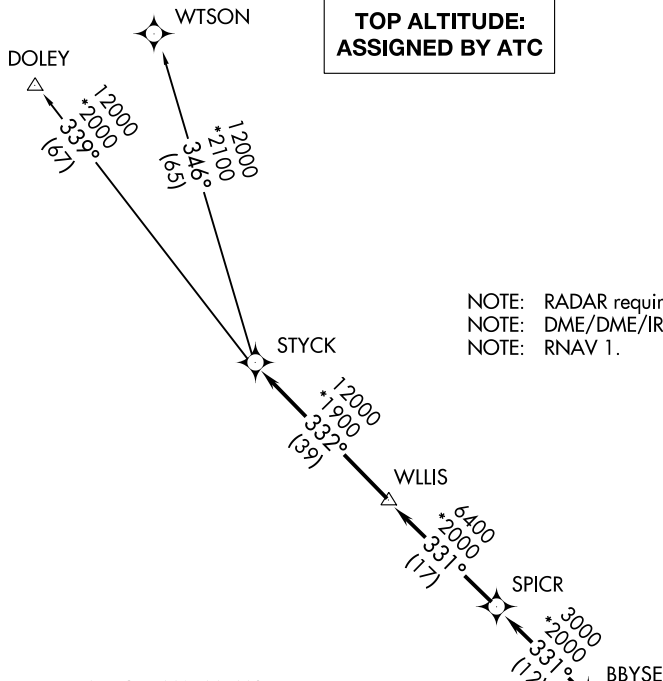 WTSON
TOP ALTITUDE:
ASSIGNED BY ATC
DOLEY
12000
*2000
339°
(67)
12000
*2100
346°
(65)
NOTE: RADAR requir
NOTE: DME/DME/IR
NOTE: RNAV 1.
STYCK
12000
*1900
332°
(39)
WLLIS
6400
*2000
331°
(17)
SPICR
3000
*2000
331°
(12)
BBYSE